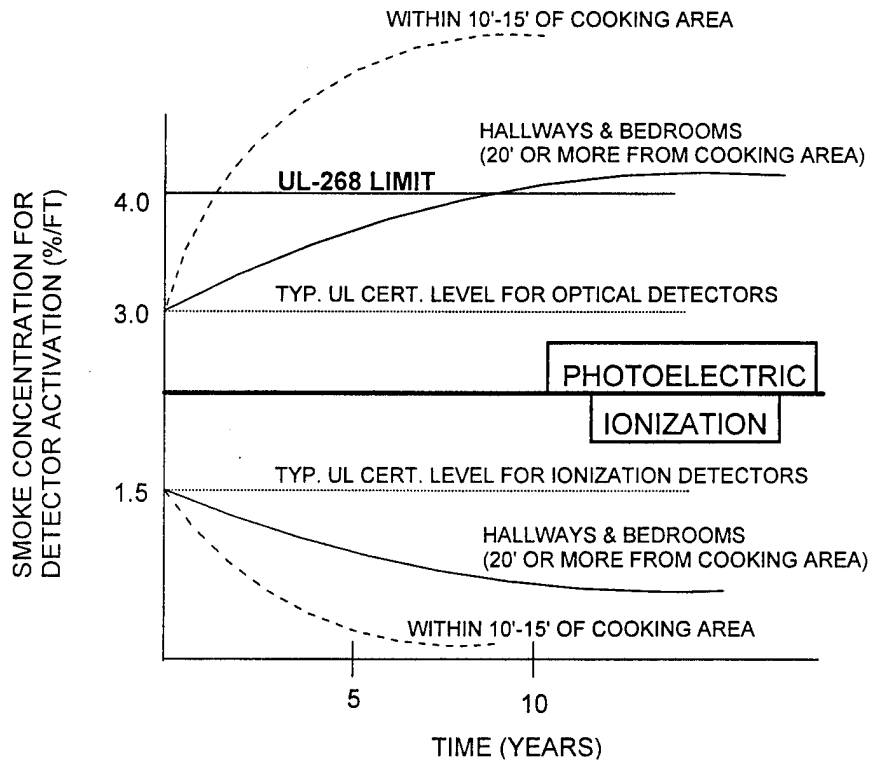 WITHIN 10'-15' OF COOKING AREA
HALLWAYS & BEDROOMS
(20' OR MORE FROM COOKING AREA)
UL-268 LIMIT
4.0
TYP. UL CERT. LEVEL FOR OPTICAL DETECTORS
3.0
PHOTOELECTRIC
IONIZATION
TYP. UL CERT. LEVEL FOR IONIZATION DETECTORS
1.5
HALLWAYS & BEDROOMS
(20' OR MORE FROM COOKING AREA)
WITHIN 10'-15' OF COOKING AREA
5
10
TIME (YEARS)
SMOKE CONCENTRATION FOR
DETECTOR ACTIVATION (%/FT)